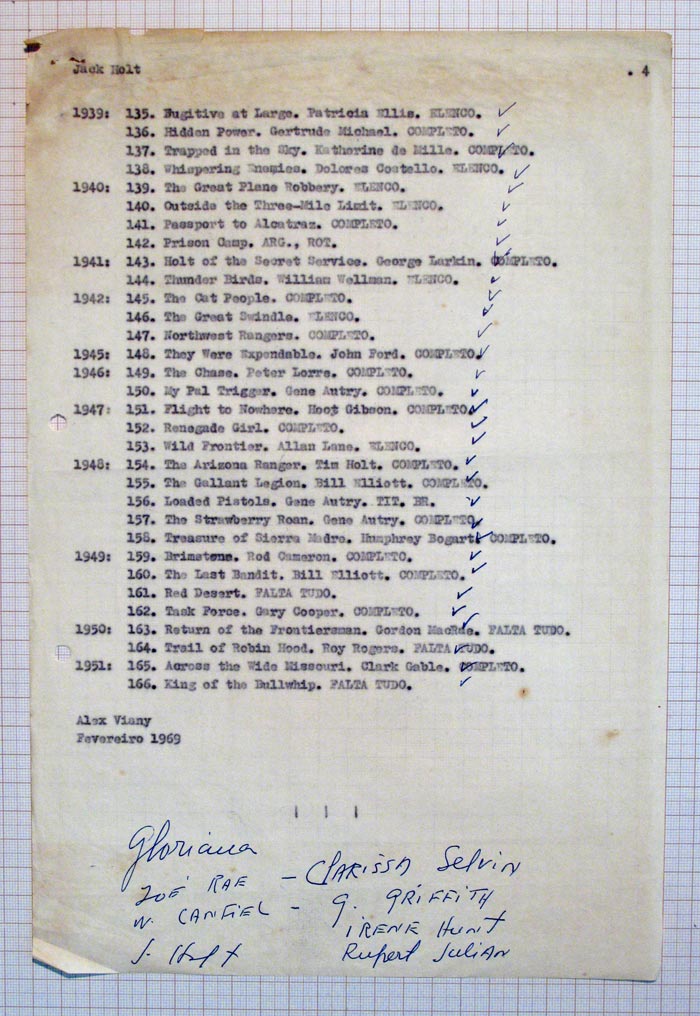 Jack Holt . 4
1939: 135. Fugitive at Large. Patricia Ellis. ELENCO.
136. Hidden Power. Gertrude Michael. COMPLETO.
137. Trapped in the Sky. Katherine de Mille. COMPLETO.
138. Whispering Enemies. Dolores Costello. ELENCO.
1940: 139. The Great Plane Robbery. ELENCO.
140. Outside the Three-Mile Limit. ELENCO.
141. Passport to Alcatraz. COMPLETO.
142. Prison Camp. ARG., ROT.
1941: 143. Holt of the Secret Service. George Larkin. COMPLETO.
144. Thunder Birds. William Wellman. ELENCO.
1942: 145. The Cat People. COMPLETO.
146. The Great Swindle. ELENCO.
147. Northwest Rangers. COMPLETO.
1945: 148. They Were Expendable. John Ford. COMPLETO.
1946: 149. The Chase. Peter Lorre. COMPLETO.
150. My Pal Trigger. Gene Autry. COMPLETO.
1947: 151. Flight to Nowhere. Hoot Gibson. COMPLETO.
152. Renegade Girl. COMPLETO.
153. Wild Frontier. Allan Lane. ELENCO.
1948: 154. The Arizona Ranger. Tim Holt. COMPLETO.
155. The Gallant Legion. Bill Elliott. COMPLETO.
156. Loaded Pistols. Gene Autry. TIT. BR.
157. The Strawberry Roan. Gene Autry. COMPLETO.
158. Treasure of Sierra Madre. Humphrey Bogart. COMPLETO.
1949: 159. Brimstone. Rod Cameron. COMPLETO.
160. The Last Bandit. Bill Elliott. COMPLETO.
161. Red Desert. FALTA TUDO.
162. Task Force. Gary Cooper. COMPLETO.
1950: 163. Return of the Frontiersman. Gordon MacRae. FALTA TUDO.
164. Trail of Robin Hood. Roy Rogers. FALTA TUDO.
1951: 165. Across the Wide Missouri. Clark Gable. COMPLETO.
166. King of the Bullwhip. FALTA TUDO.
Alex Viany
Fevereiro 1969
Gloriana
ZOE RAE - CLARISSA Selvin
W. CANFIEL - G. GRIFFITH
IRENE HUNT
J. Holt Rupert Julian